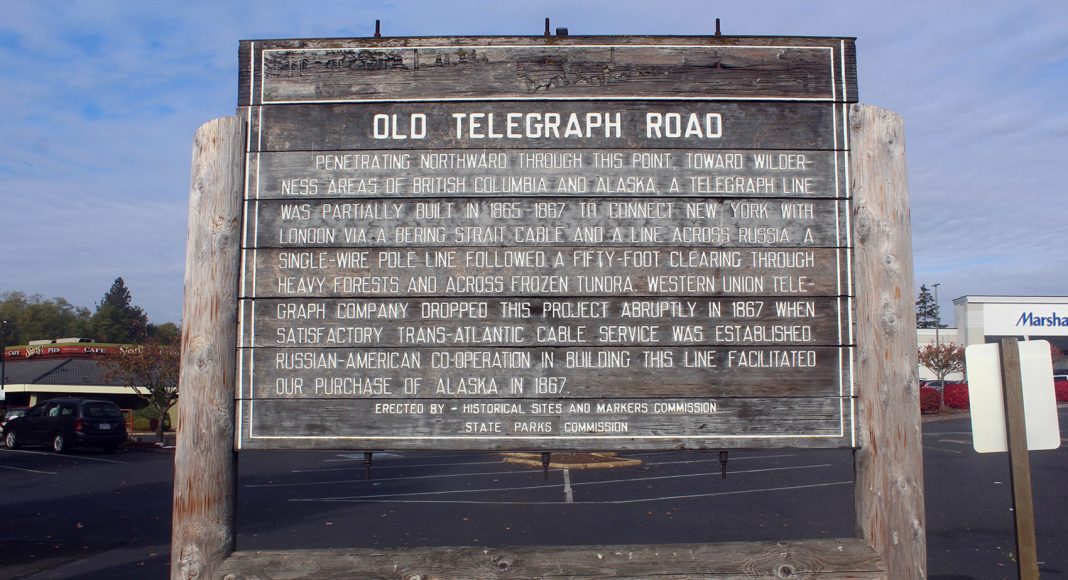 OLD TELEGRAPH ROAD
PENETRATING NORTHWARD THROUGH THIS POINT, TOWARD WILDER-
NESS AREAS OF BRITISH COLUMBIA AND ALASKA, A TELEGRAPH LINE
WAS PARTIALLY BUILT IN 1865-1867 TO CONNECT NEW YORK WITH
LONDON VIA A BERING STRAIT CABLE AND A LINE ACROSS RUSSIA. A
SINGLE-WIRE POLE LINE FOLLOWED A FIFTY-FOOT CLEARING THROUGH
HEAVY FORESTS AND ACROSS FROZEN TUNDRA. WESTERN UNION TELE-
GRAPH COMPANY DROPPED THIS PROJECT ABRUPTLY IN 1867 WHEN
SATISFACTORY TRANS-ATLANTIC CABLE SERVICE WAS ESTABLISHED.
RUSSIAN-AMERICAN CO-OPERATION IN BUILDING THIS LINE FACILITATED
OUR PURCHASE OF ALASKA IN 1867.
ERECTED BY - HISTORICAL SITES AND MARKERS COMMISSION
STATE PARKS COMMISSION
CAFE
PIES
CAFE
Marsha